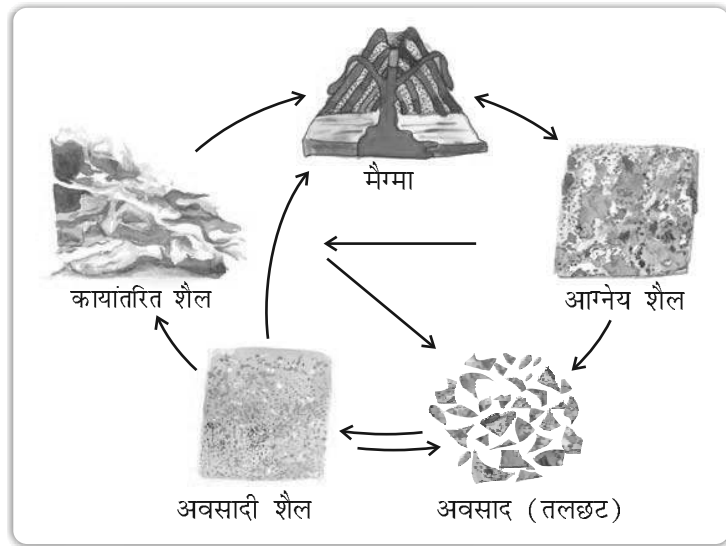 मैग्मा
कायांतरित शैल
आग्नेय शैल
अवसादी शैल
अवसाद (तलछट)